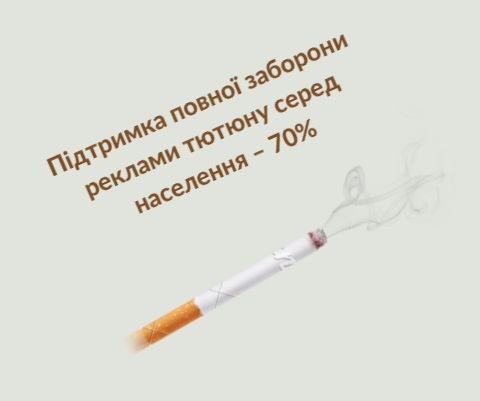 Підтримка повної заборони
реклами тютюну серед
населення – 70%